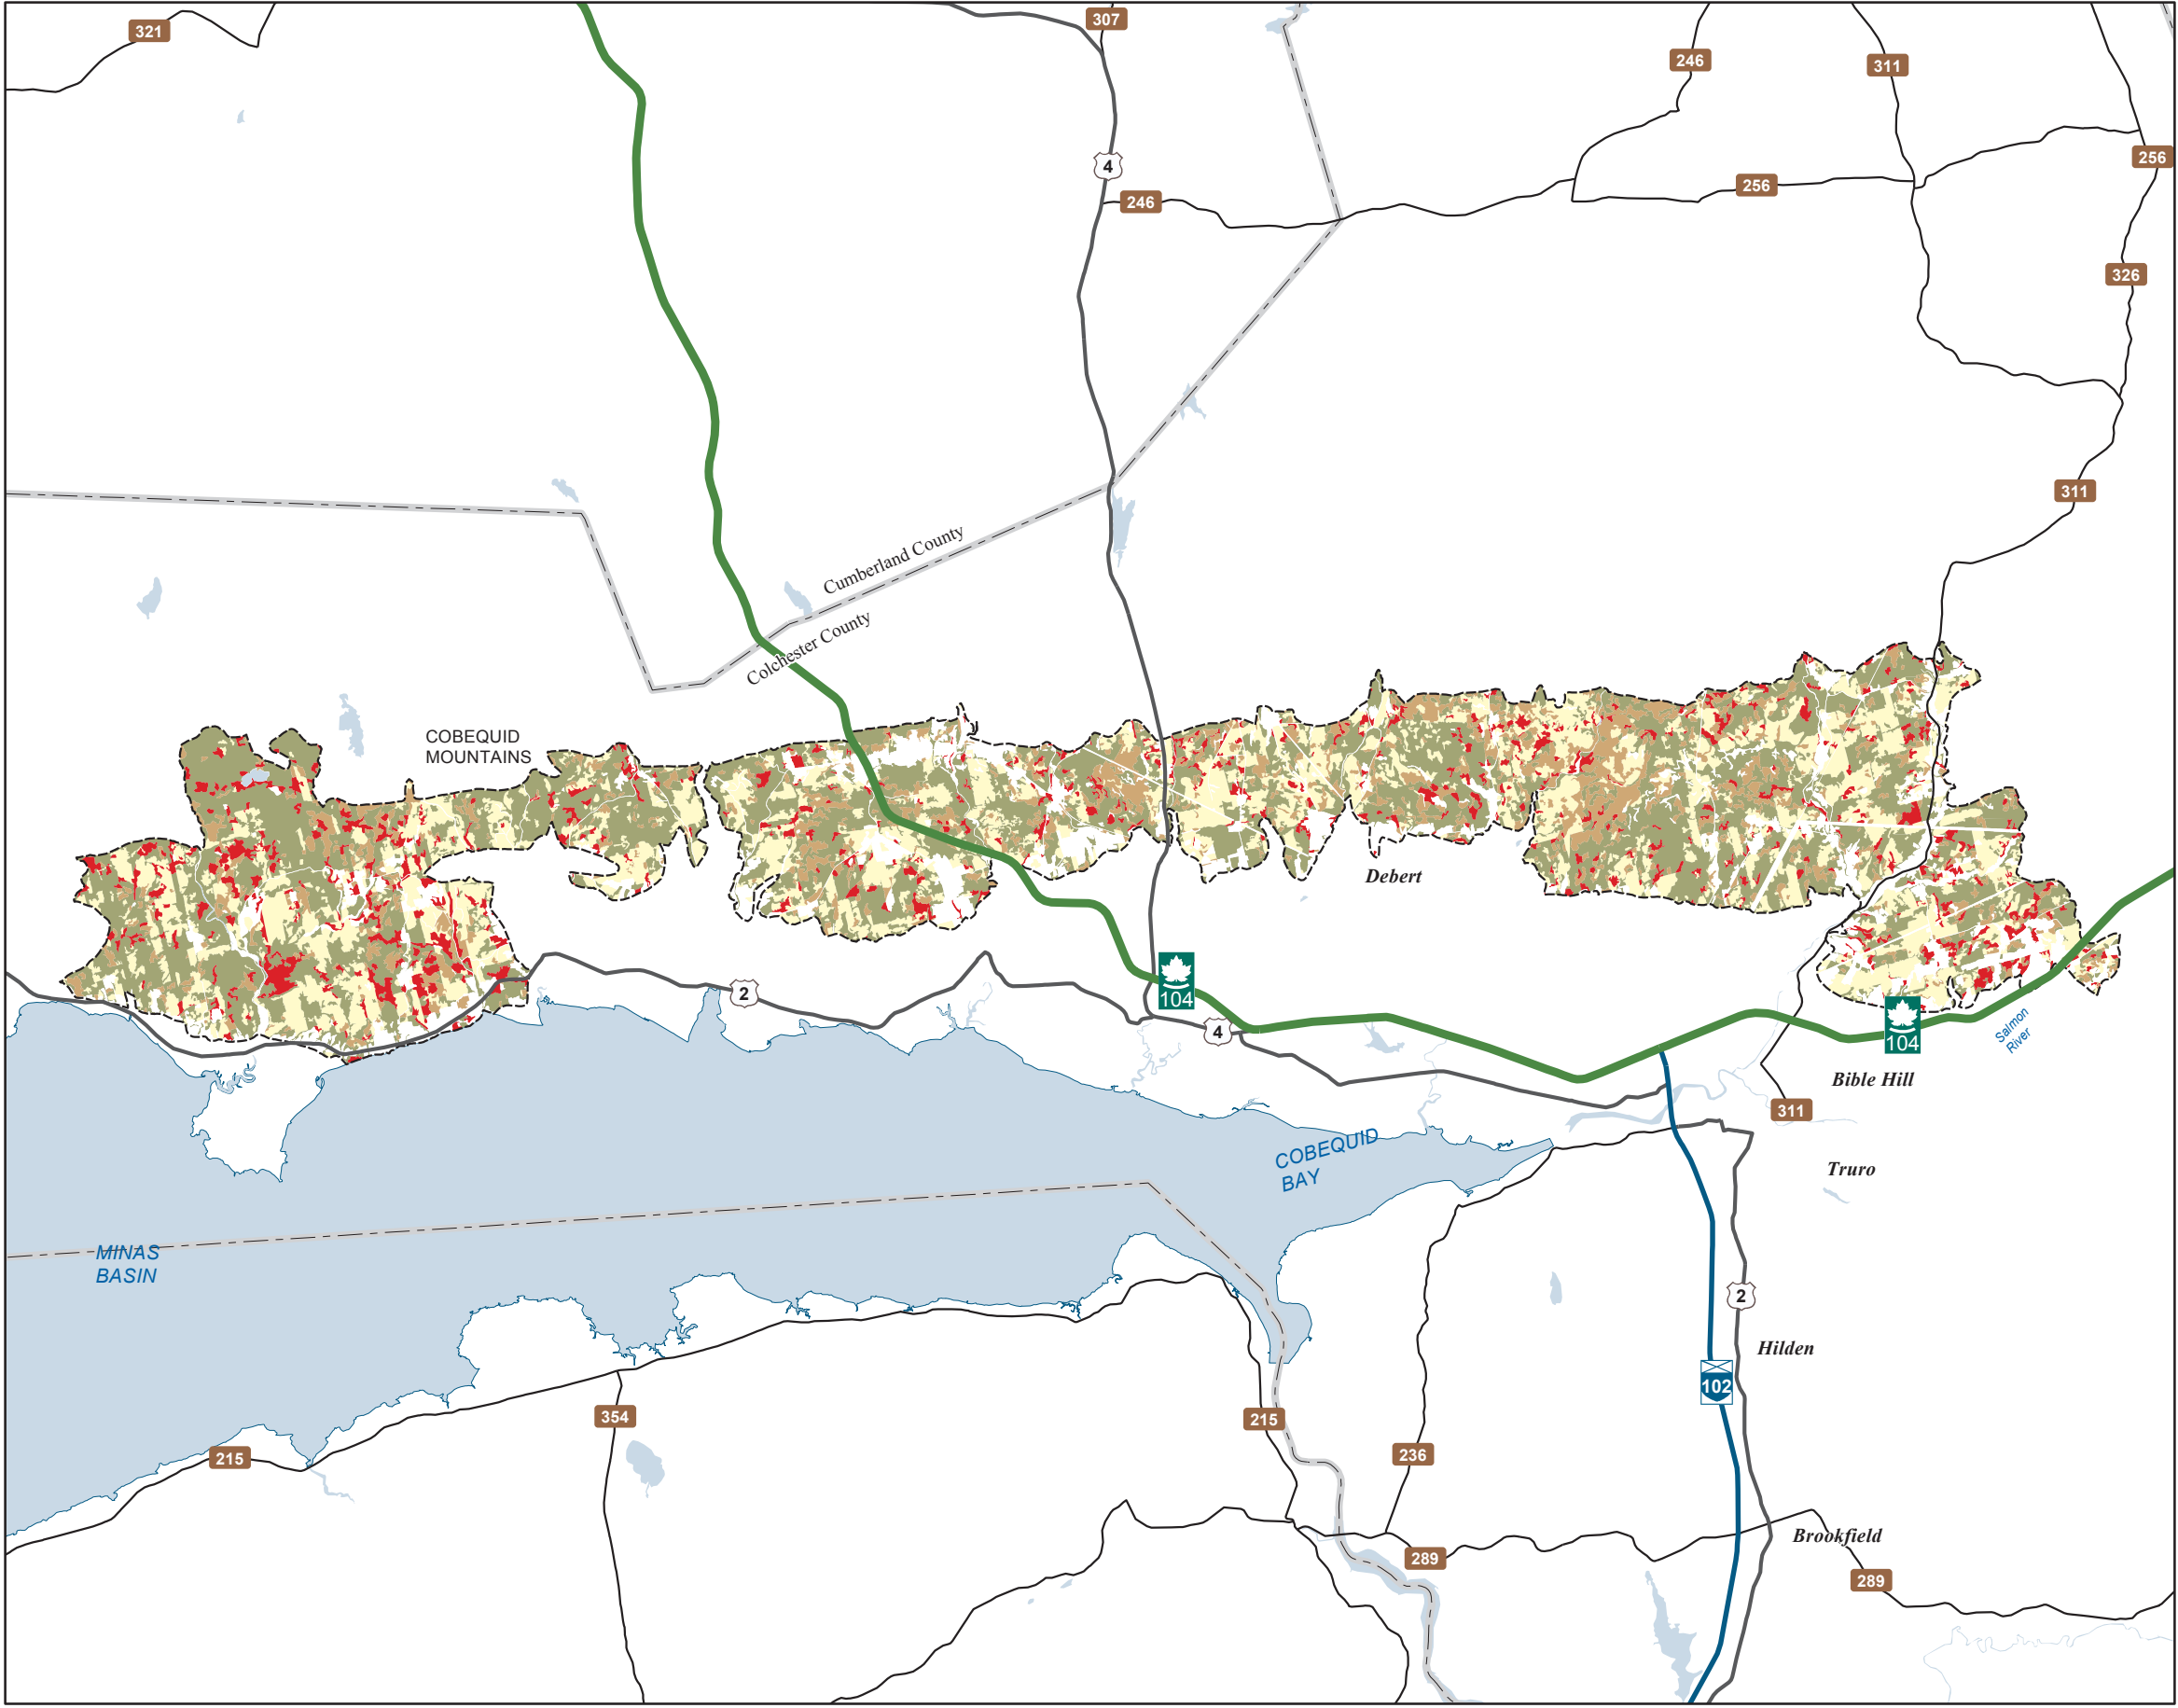 321
307
246
311
4
256
246
256
326
311
Cumberland County
Colchester County
COBEQUID
MOUNTAINS
Debert
2
104
4
104
Salmon
River
Bible Hill
311
COBEQUID
BAY
Truro
MINAS
BASIN
2
Hilden
102
354
215
215
236
Brookfield
289
289